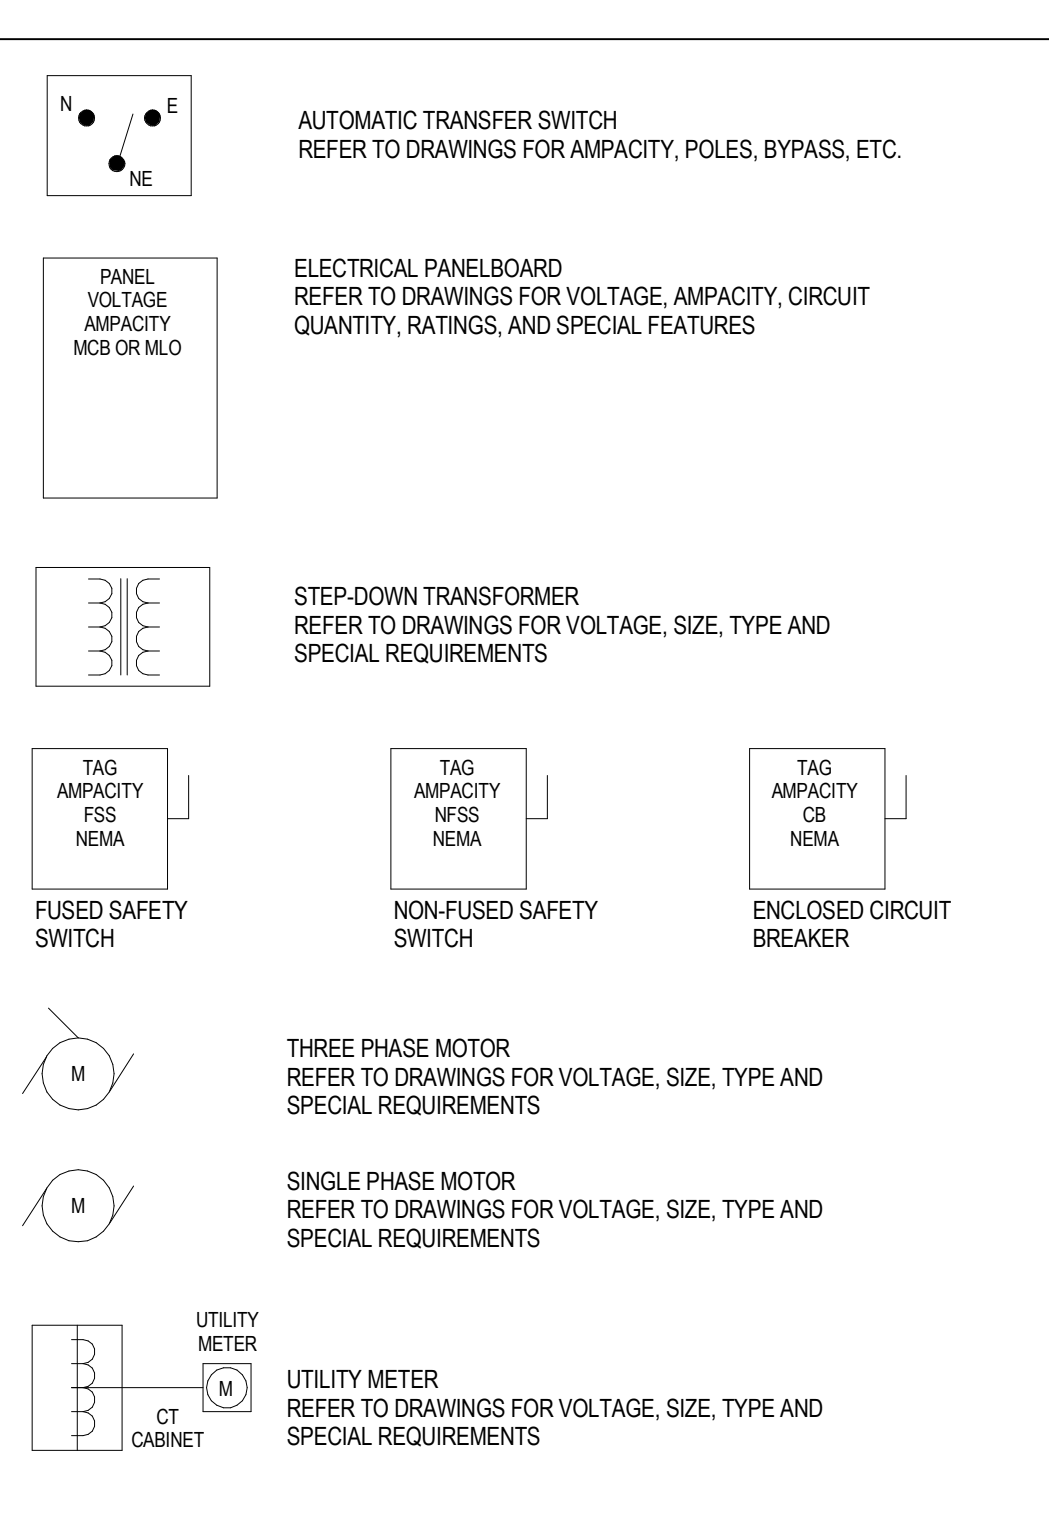 N
E
NE
AUTOMATIC TRANSFER SWITCH
REFER TO DRAWINGS FOR AMPACITY, POLES, BYPASS, ETC.
PANEL
VOLTAGE
AMPACITY
MCB OR MLO
ELECTRICAL PANELBOARD
REFER TO DRAWINGS FOR VOLTAGE, AMPACITY, CIRCUIT
QUANTITY, RATINGS, AND SPECIAL FEATURES
STEP-DOWN TRANSFORMER
REFER TO DRAWINGS FOR VOLTAGE, SIZE, TYPE AND
SPECIAL REQUIREMENTS
TAG
AMPACITY
FSS
NEMA
FUSED SAFETY
SWITCH
TAG
AMPACITY
NFSS
NEMA
NON-FUSED SAFETY
SWITCH
TAG
AMPACITY
CB
NEMA
ENCLOSED CIRCUIT
BREAKER
M
THREE PHASE MOTOR
REFER TO DRAWINGS FOR VOLTAGE, SIZE, TYPE AND
SPECIAL REQUIREMENTS
M
SINGLE PHASE MOTOR
REFER TO DRAWINGS FOR VOLTAGE, SIZE, TYPE AND
SPECIAL REQUIREMENTS
UTILITY
METER
M
CT
CABINET
UTILITY METER
REFER TO DRAWINGS FOR VOLTAGE, SIZE, TYPE AND
SPECIAL REQUIREMENTS